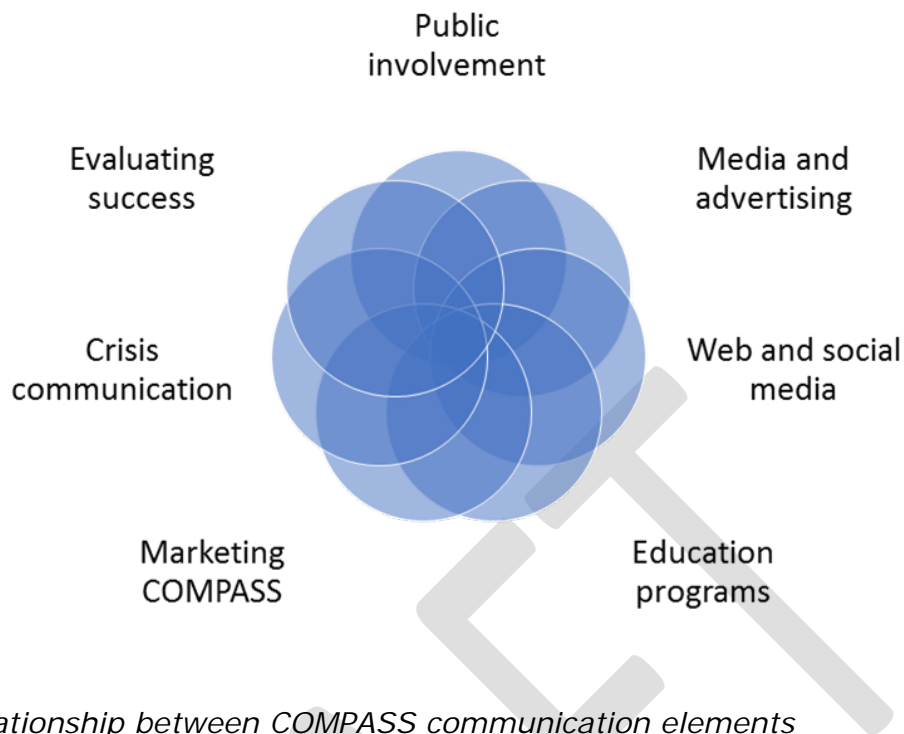 Public
involvement
Evaluating
success
Media and
advertising
Crisis
communication
Web and social
media
Marketing
COMPASS
Education
programs
ationship between COMPASS communication elements